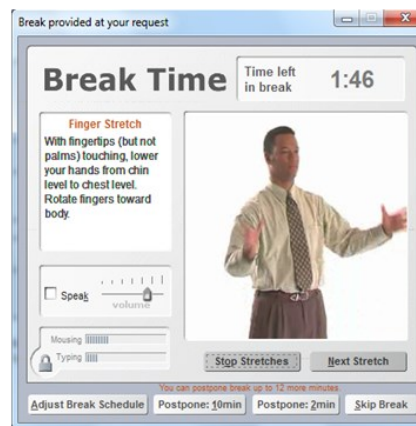 Break provided at your request
Break Time
Time left
in break
1:46
Finger Stretch
With fingertips (but not
palms) touching, lower
your hands from chin
level to chest level.
Rotate fingers toward
body.
Speak
volume
Mousing
Typing
Stop Stretches
Next Stretch
You can postpone break up to 12 more minutes.
Adjust Break Schedule
Postpone: 10min
Postpone: 2min
Skip Break